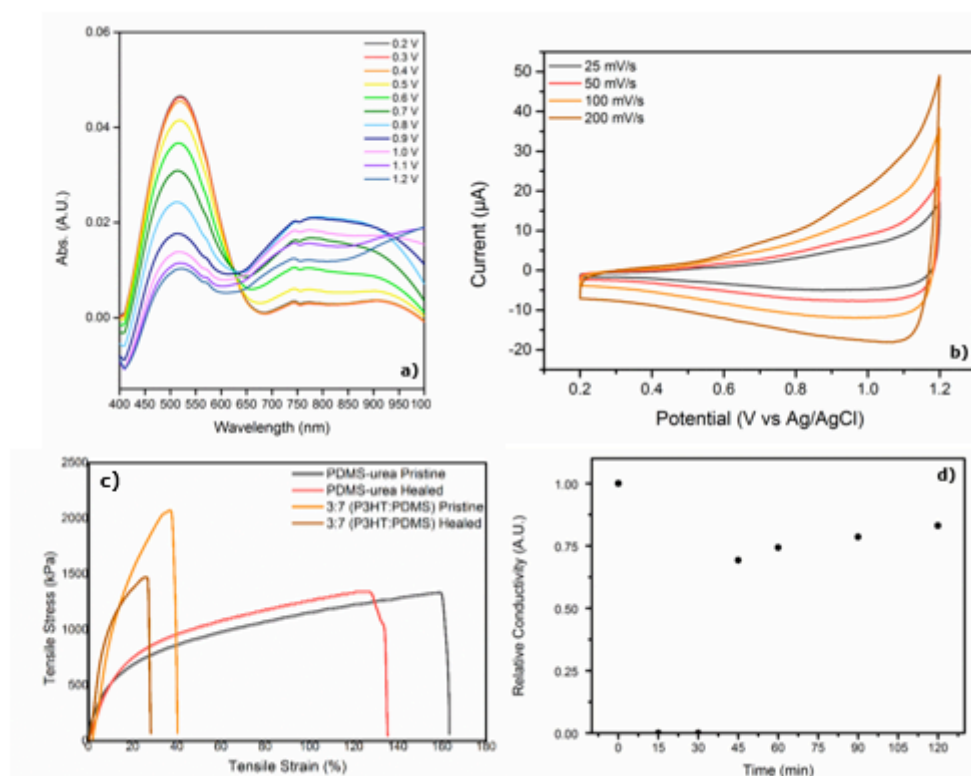 0.06
0.04
0.02
0.00
Abs. (A.U.)
0.2 V
0.3 V
0.4 V
0.5 V
0.6 V
0.7 V
0.8 V
0.9 V
1.0 V
1.1 V
1.2 V
a)
400 450 500 550 600 650 700 750 800 850 900 950 100
Wavelength (nm)
50
40
30
20
10
0
-10
-20
Current (µA)
25 mV/s
50 mV/s
100 mV/s
200 mV/s
b)
0.2 0.4 0.6 0.8 1.0 1.2
Potential (V vs Ag/AgCl)
c)
2500
2000
1500
1000
500
0
Tensile Stress (kPa)
PDMS-urea Pristine
PDMS-urea Healed
3:7 (P3HT:PDMS) Pristine
3:7 (P3HT:PDMS) Healed
0 20 40 60 80 100 120 140 160 180
Tensile Strain (%)
d)
1.00
0.75
0.50
0.25
0.00
Relative Conductivity (A.U.)
0 15 30 45 60 90 120
Time (min)